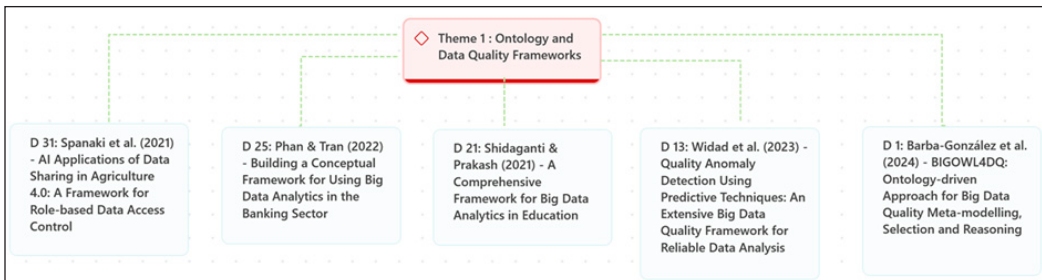 Theme 1 : Ontology and
Data Quality Frameworks
D 31: Spanaki et al. (2021)
- AI Applications of Data
Sharing in Agriculture
4.0: A Framework for
Role-based Data Access
Control
D 25: Phan & Tran (2022)
- Building a Conceptual
Framework for Using Big
Data Analytics in the
Banking Sector
D 21: Shidaganti &
Prakash (2021) - A
Comprehensive
Framework for Big Data
Analytics in Education
D 13: Widad et al. (2023) -
Quality Anomaly
Detection Using
Predictive Techniques: An
Extensive Big Data
Quality Framework for
Reliable Data Analysis
D 1: Barba-González et al.
(2024) - BIGOWL4DQ:
Ontology-driven
Approach for Big Data
Quality Meta-modelling,
Selection and Reasoning